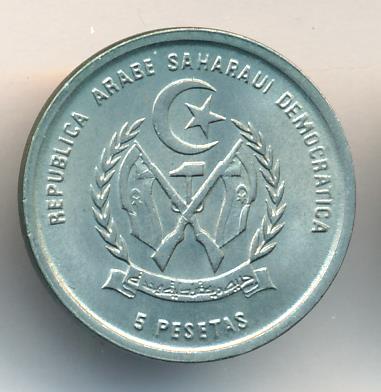 REPUBLICA ARABE SAHARAUI DEMOCRATICA
5 PESETAS